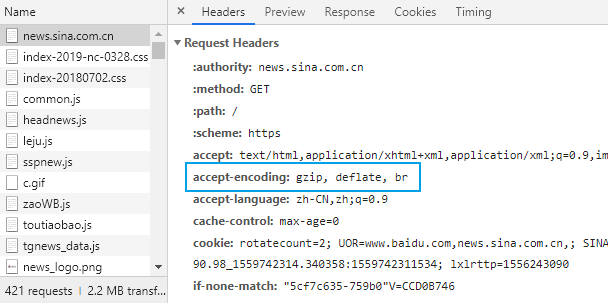 Name
Headers Preview Response Cookies Timing
news.sina.com.cn
index-2019-nc-0328.css
index-20180702.css
common.js
headnews.js
leju.js
sspnew.js
c.gif
zaoWB.js
toutiaobao.js
tgnews_data.js
news_logo.png
421 requests 2.2 MB transf...
Request Headers
:authority: news.sina.com.cn
:method: GET
:path: /
:scheme: https
accept: text/html,application/xhtml+xml,application/xml;q=0.9,im
accept-encoding: gzip, deflate, br
accept-language: zh-CN,zh;q=0.9
cache-control: max-age=0
cookie: rotatecount=2; UOR=www.baidu.com,news.sina.com.cn,; SINA
90.98_1559742314.340358:1559742311534; lxlrttp=1556243090
if-none-match: "5cf7c635-759b0"V=CCD0B746